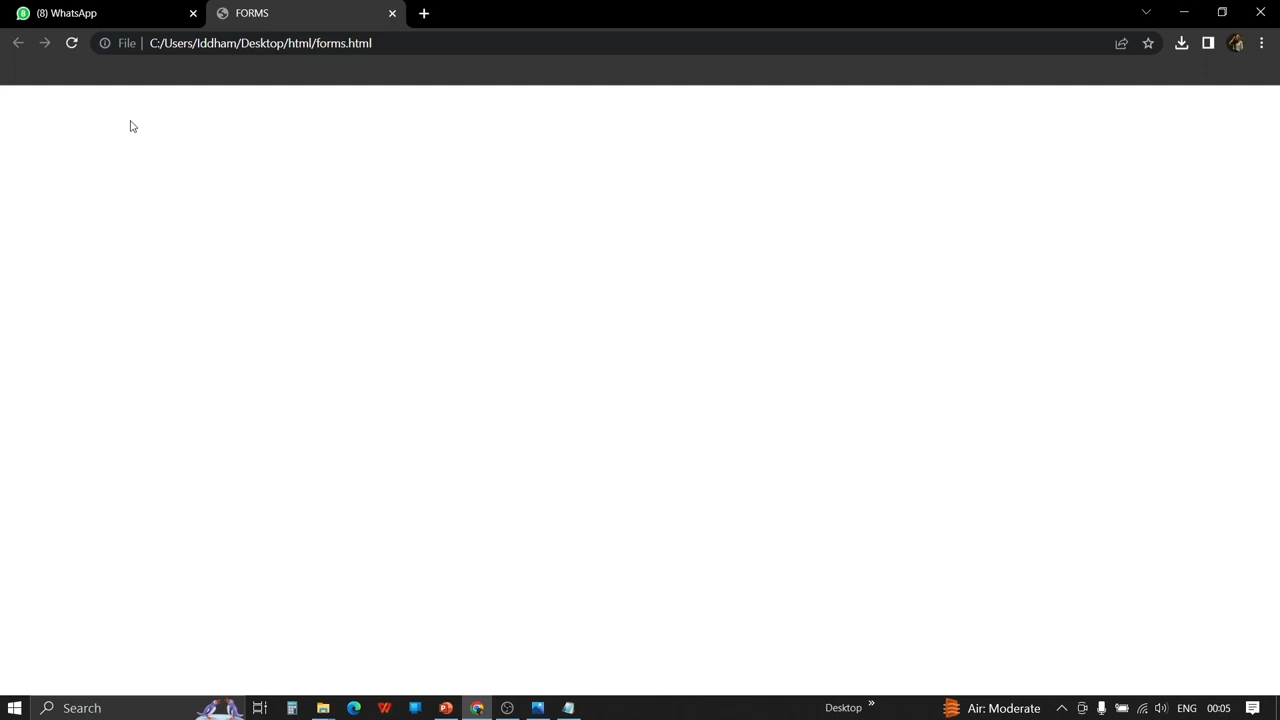 (8) WhatsApp
FORMS
File
C:/Users/Iddham/Desktop/html/forms.html
Search
Desktop
Air: Moderate
ENG
00:05